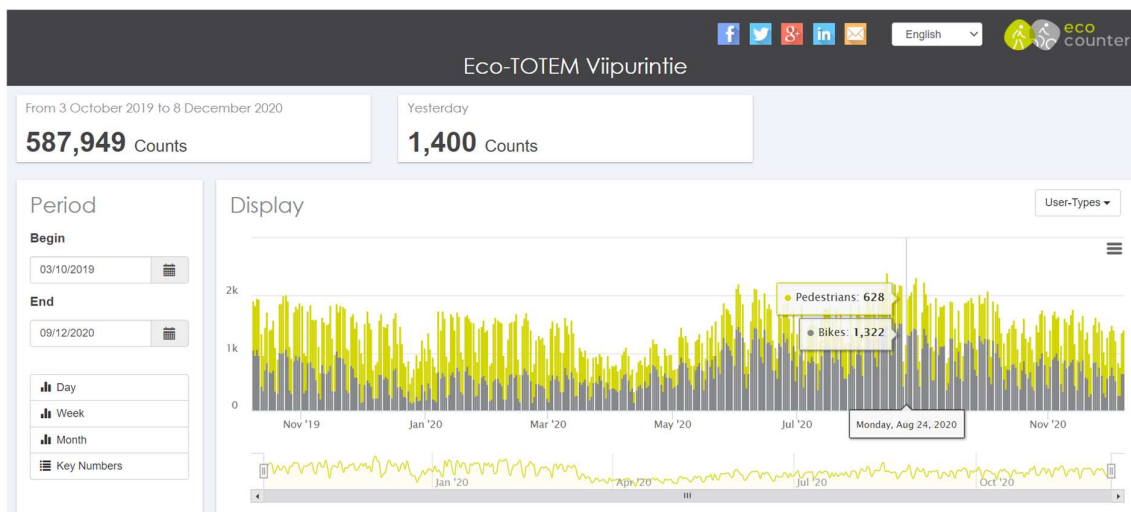 English
eco
counter
Eco-TOTEM Viipurintie
From 3 October 2019 to 8 December 2020
587,949 Counts
Yesterday
1,400 Counts
Period
Begin
03/10/2019
End
09/12/2020
Day
Week
Month
Key Numbers
Display
User-Types
2k
1k
0
Pedestrians: 628
Bikes: 1,322
Monday, Aug 24, 2020
Nov '19
Jan '20
Mar '20
May '20
Jul '20
Nov '20
Jan '20
Apr '20
Jul '20
Oct '20